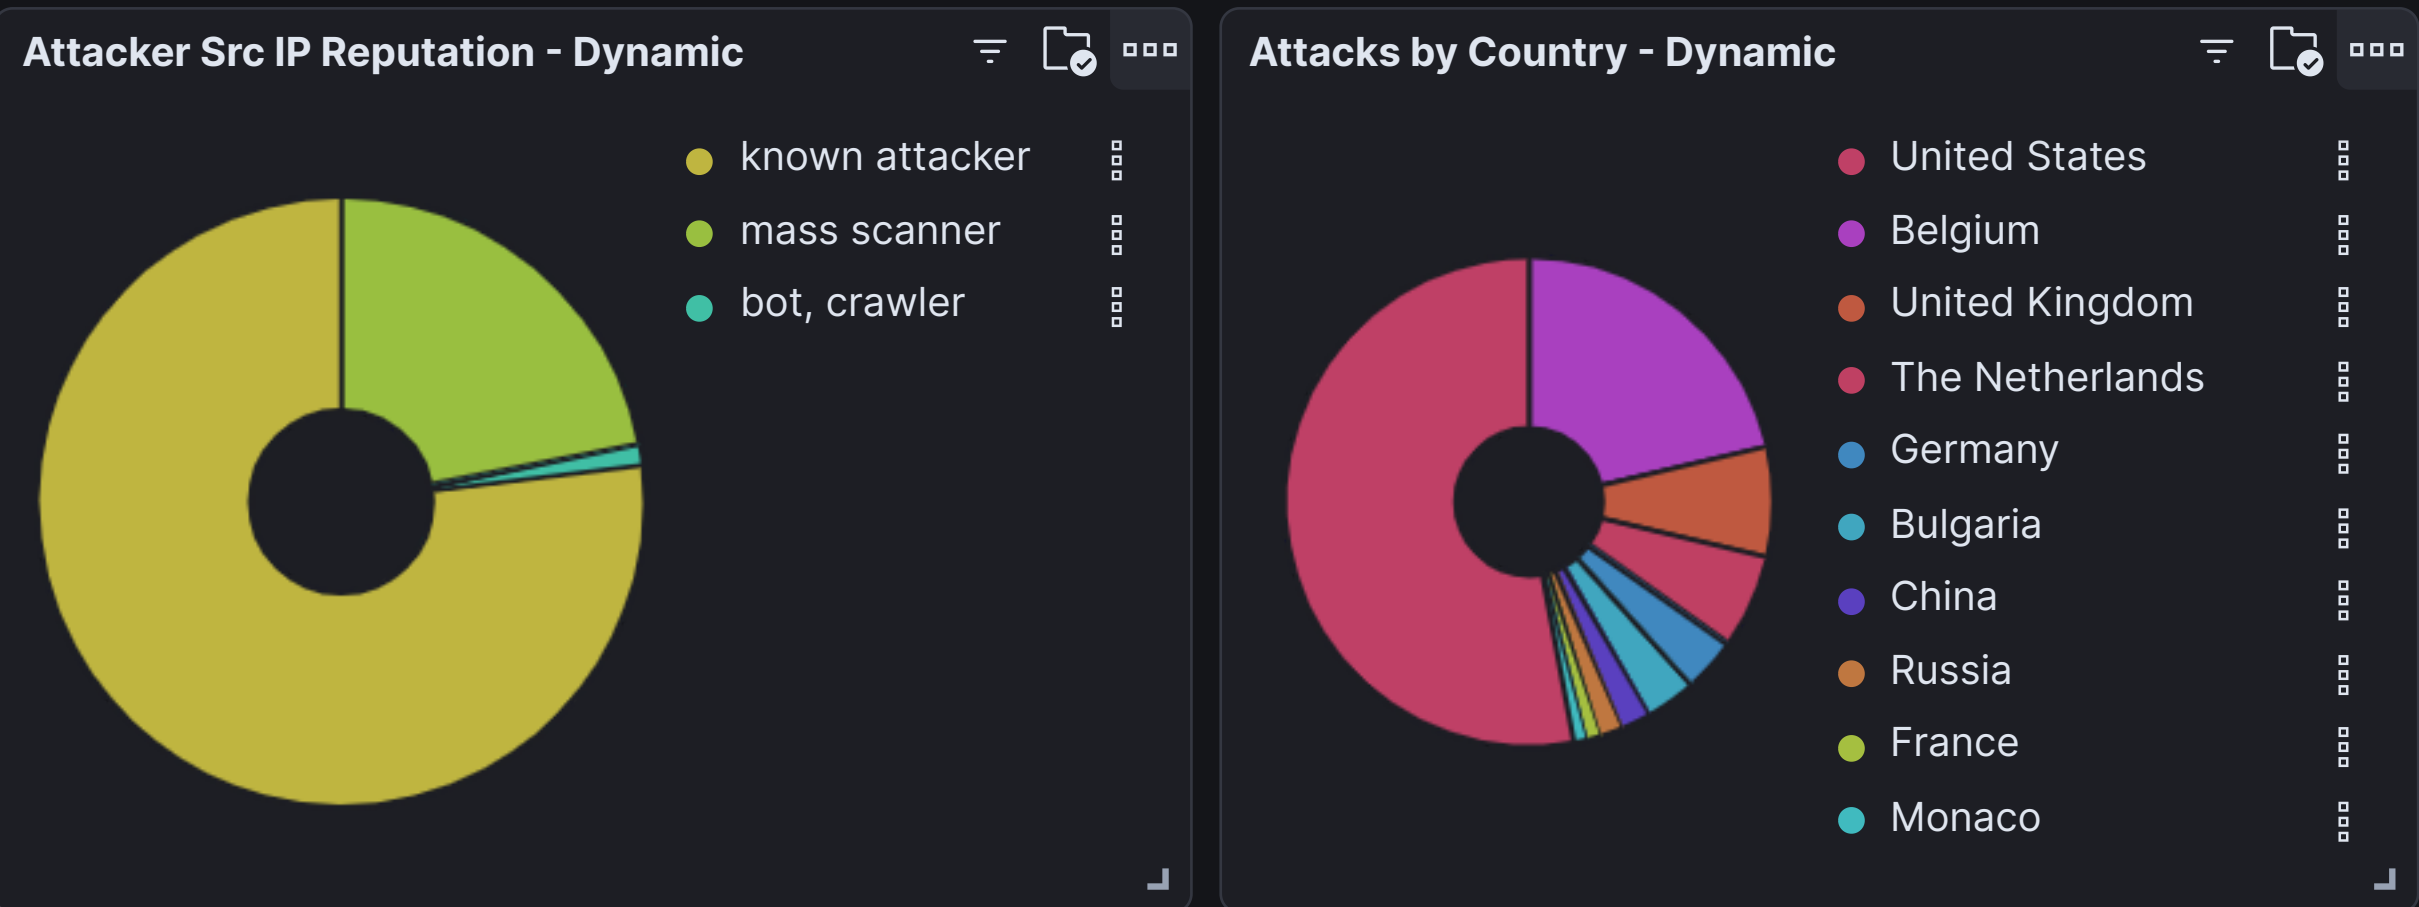 Attacker Src IP Reputation - Dynamic
known attacker
mass scanner
bot, crawler
Attacks by Country - Dynamic
United States
Belgium
United Kingdom
The Netherlands
Germany
Bulgaria
China
Russia
France
Monaco